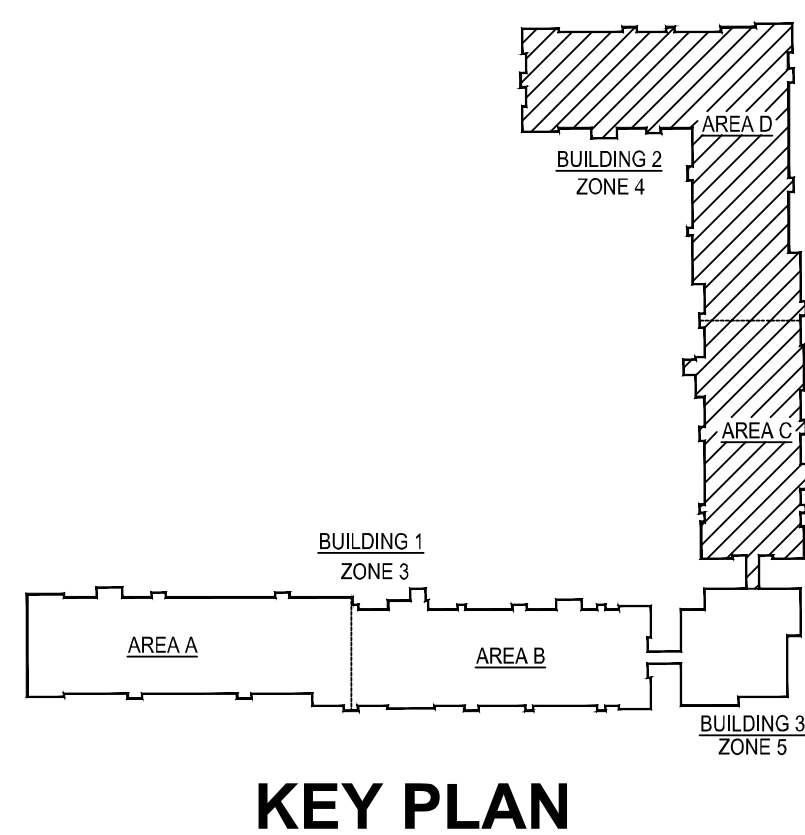 AREA D
BUILDING 2
ZONE 4
AREA C
BUILDING 1
ZONE 3
AREA A
AREA B
BUILDING 3
ZONE 5
KEY PLAN